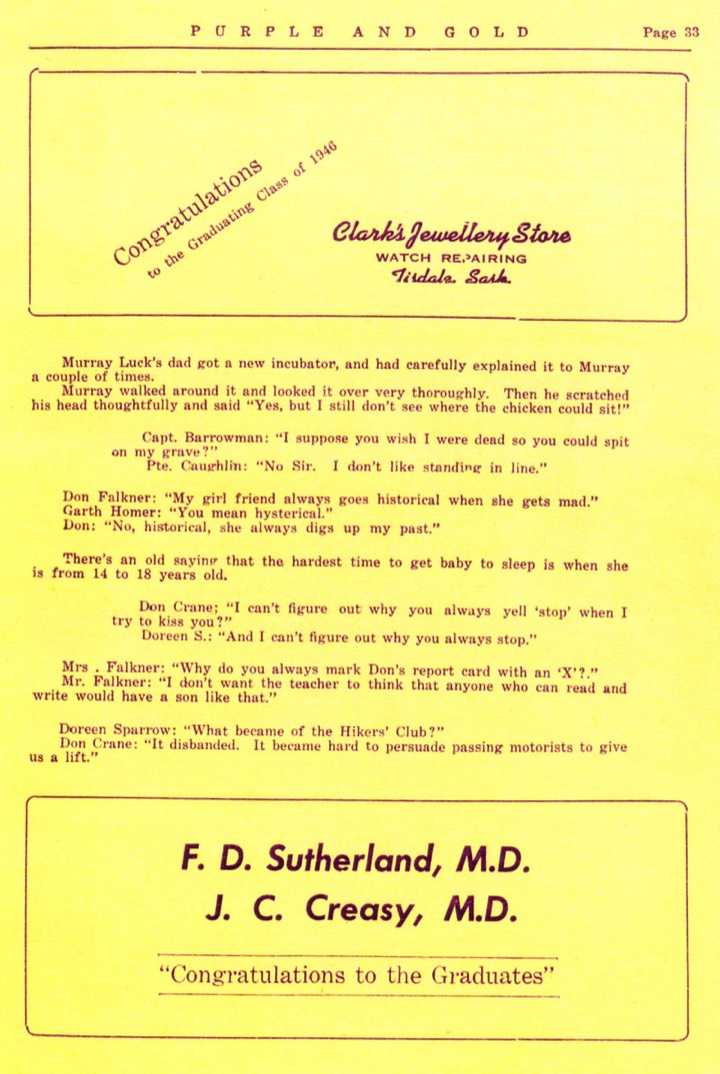 PURPLE AND GOLD Page 33
Congratulations
to the Graduating Class of 1946
Clark's Jewellery Store
WATCH REPAIRING
Tisdale, Sask.
Murray Luck's dad got a new incubator, and had carefully explained it to Murray
a couple of times.
Murray walked around it and looked it over very thoroughly. Then he scratched
his head thoughtfully and said "Yes, but I still don't see where the chicken could sit!"
Capt. Barrowman: "I suppose you wish I were dead so you could spit
on my grave?"
Pte. Caughlin: "No Sir. I don't like standing in line."
Don Falkner: "My girl friend always goes historical when she gets mad."
Garth Homer: "You mean hysterical."
Don: "No, historical, she always digs up my past."
There's an old saying that the hardest time to get baby to sleep is when she
is from 14 to 18 years old.
Don Crane; "I can't figure out why you always yell 'stop' when I
try to kiss you?"
Doreen S.: "And I can't figure out why you always stop."
Mrs . Falkner: "Why do you always mark Don's report card with an 'X'?."
Mr. Falkner: "I don't want the teacher to think that anyone who can read and
write would have a son like that."
Doreen Sparrow: "What became of the Hikers' Club?"
Don Crane: "It disbanded. It became hard to persuade passing motorists to give
us a lift."
F. D. Sutherland, M.D.
J. C. Creasy, M.D.
"Congratulations to the Graduates"